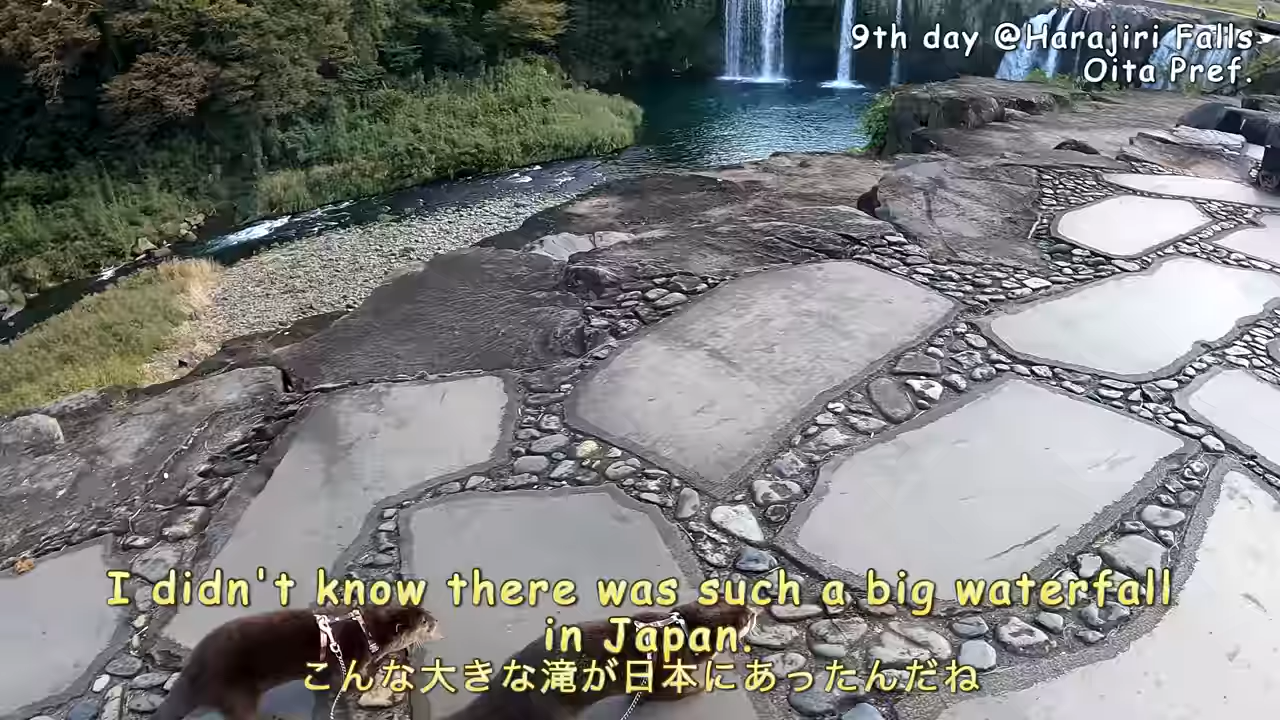 9th day @Harajiri Falls
Oita Pref.
I didn't know there was such a big waterfall
in Japan.
こんな大きな滝が日本にあったんだね